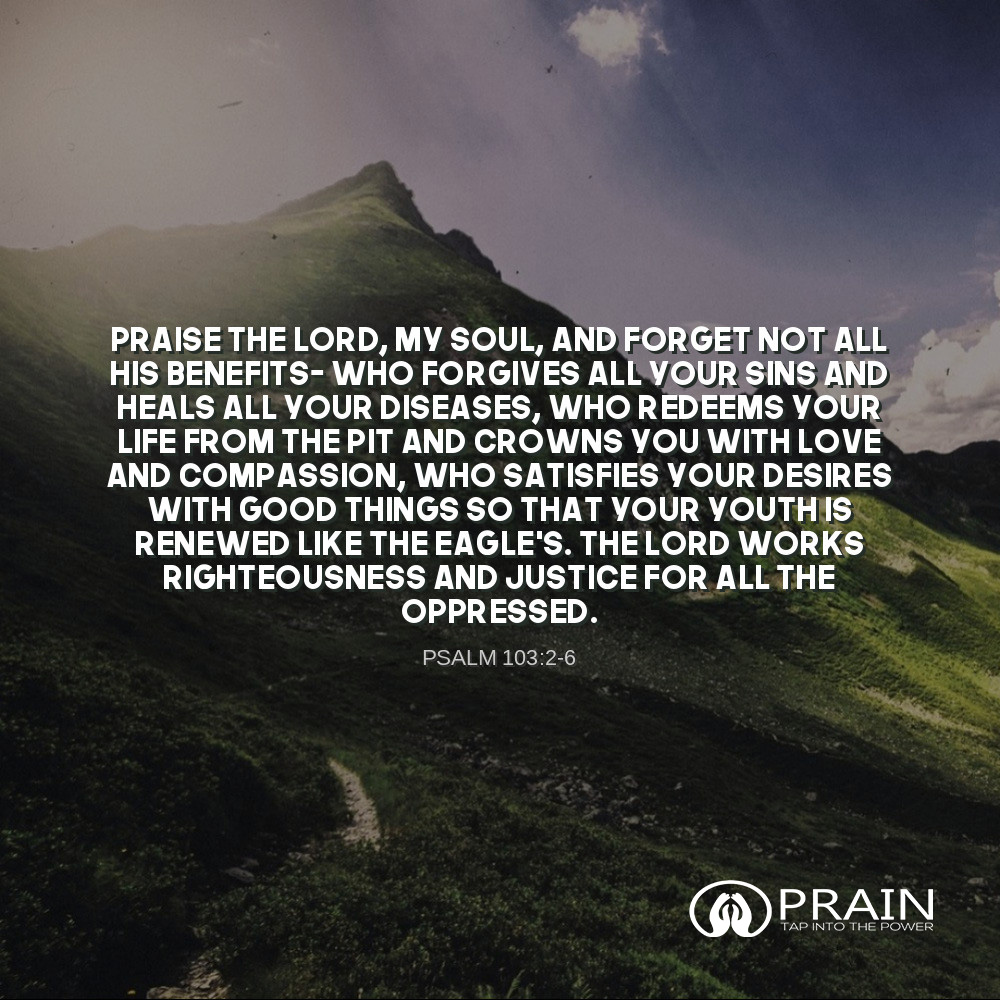 PRAISE THE LORD, MY SOUL, AND FORGET NOT ALL
HIS BENEFITS- WHO FORGIVES ALL YOUR SINS AND
HEALS ALL YOUR DISEASES, WHO REDEEMS YOUR
LIFE FROM THE PIT AND CROWNS YOU WITH LOVE
AND COMPASSION, WHO SATISFIES YOUR DESIRES
WITH GOOD THINGS SO THAT YOUR YOUTH IS
RENEWED LIKE THE EAGLE'S. THE LORD WORKS
RIGHTEOUSNESS AND JUSTICE FOR ALL THE
OPPRESSED.
PSALM 103:2-6
PRAIN
TAP INTO THE POWER